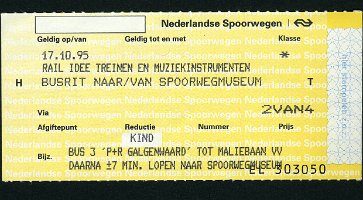 Nederlandse Spoorwegen
Geldig op/van Geldig tot en met Klasse
17.10.95 *
RAIL IDEE TREINEN EN MUZIEKINSTRUMENTEN
H BUSRIT NAAR/VAN SPOORWEGMUSEUM T
Via 2VAN4
Afgiftepunt Reductie Nummer Prijs
KIND
Bijz. BUS 3 'P+R GALGENWAARD' TOT MALIEBAAN VV
DAARNA ±7 MIN. LOPEN NAAR SPOORWEGMUSEUM
EL 303050